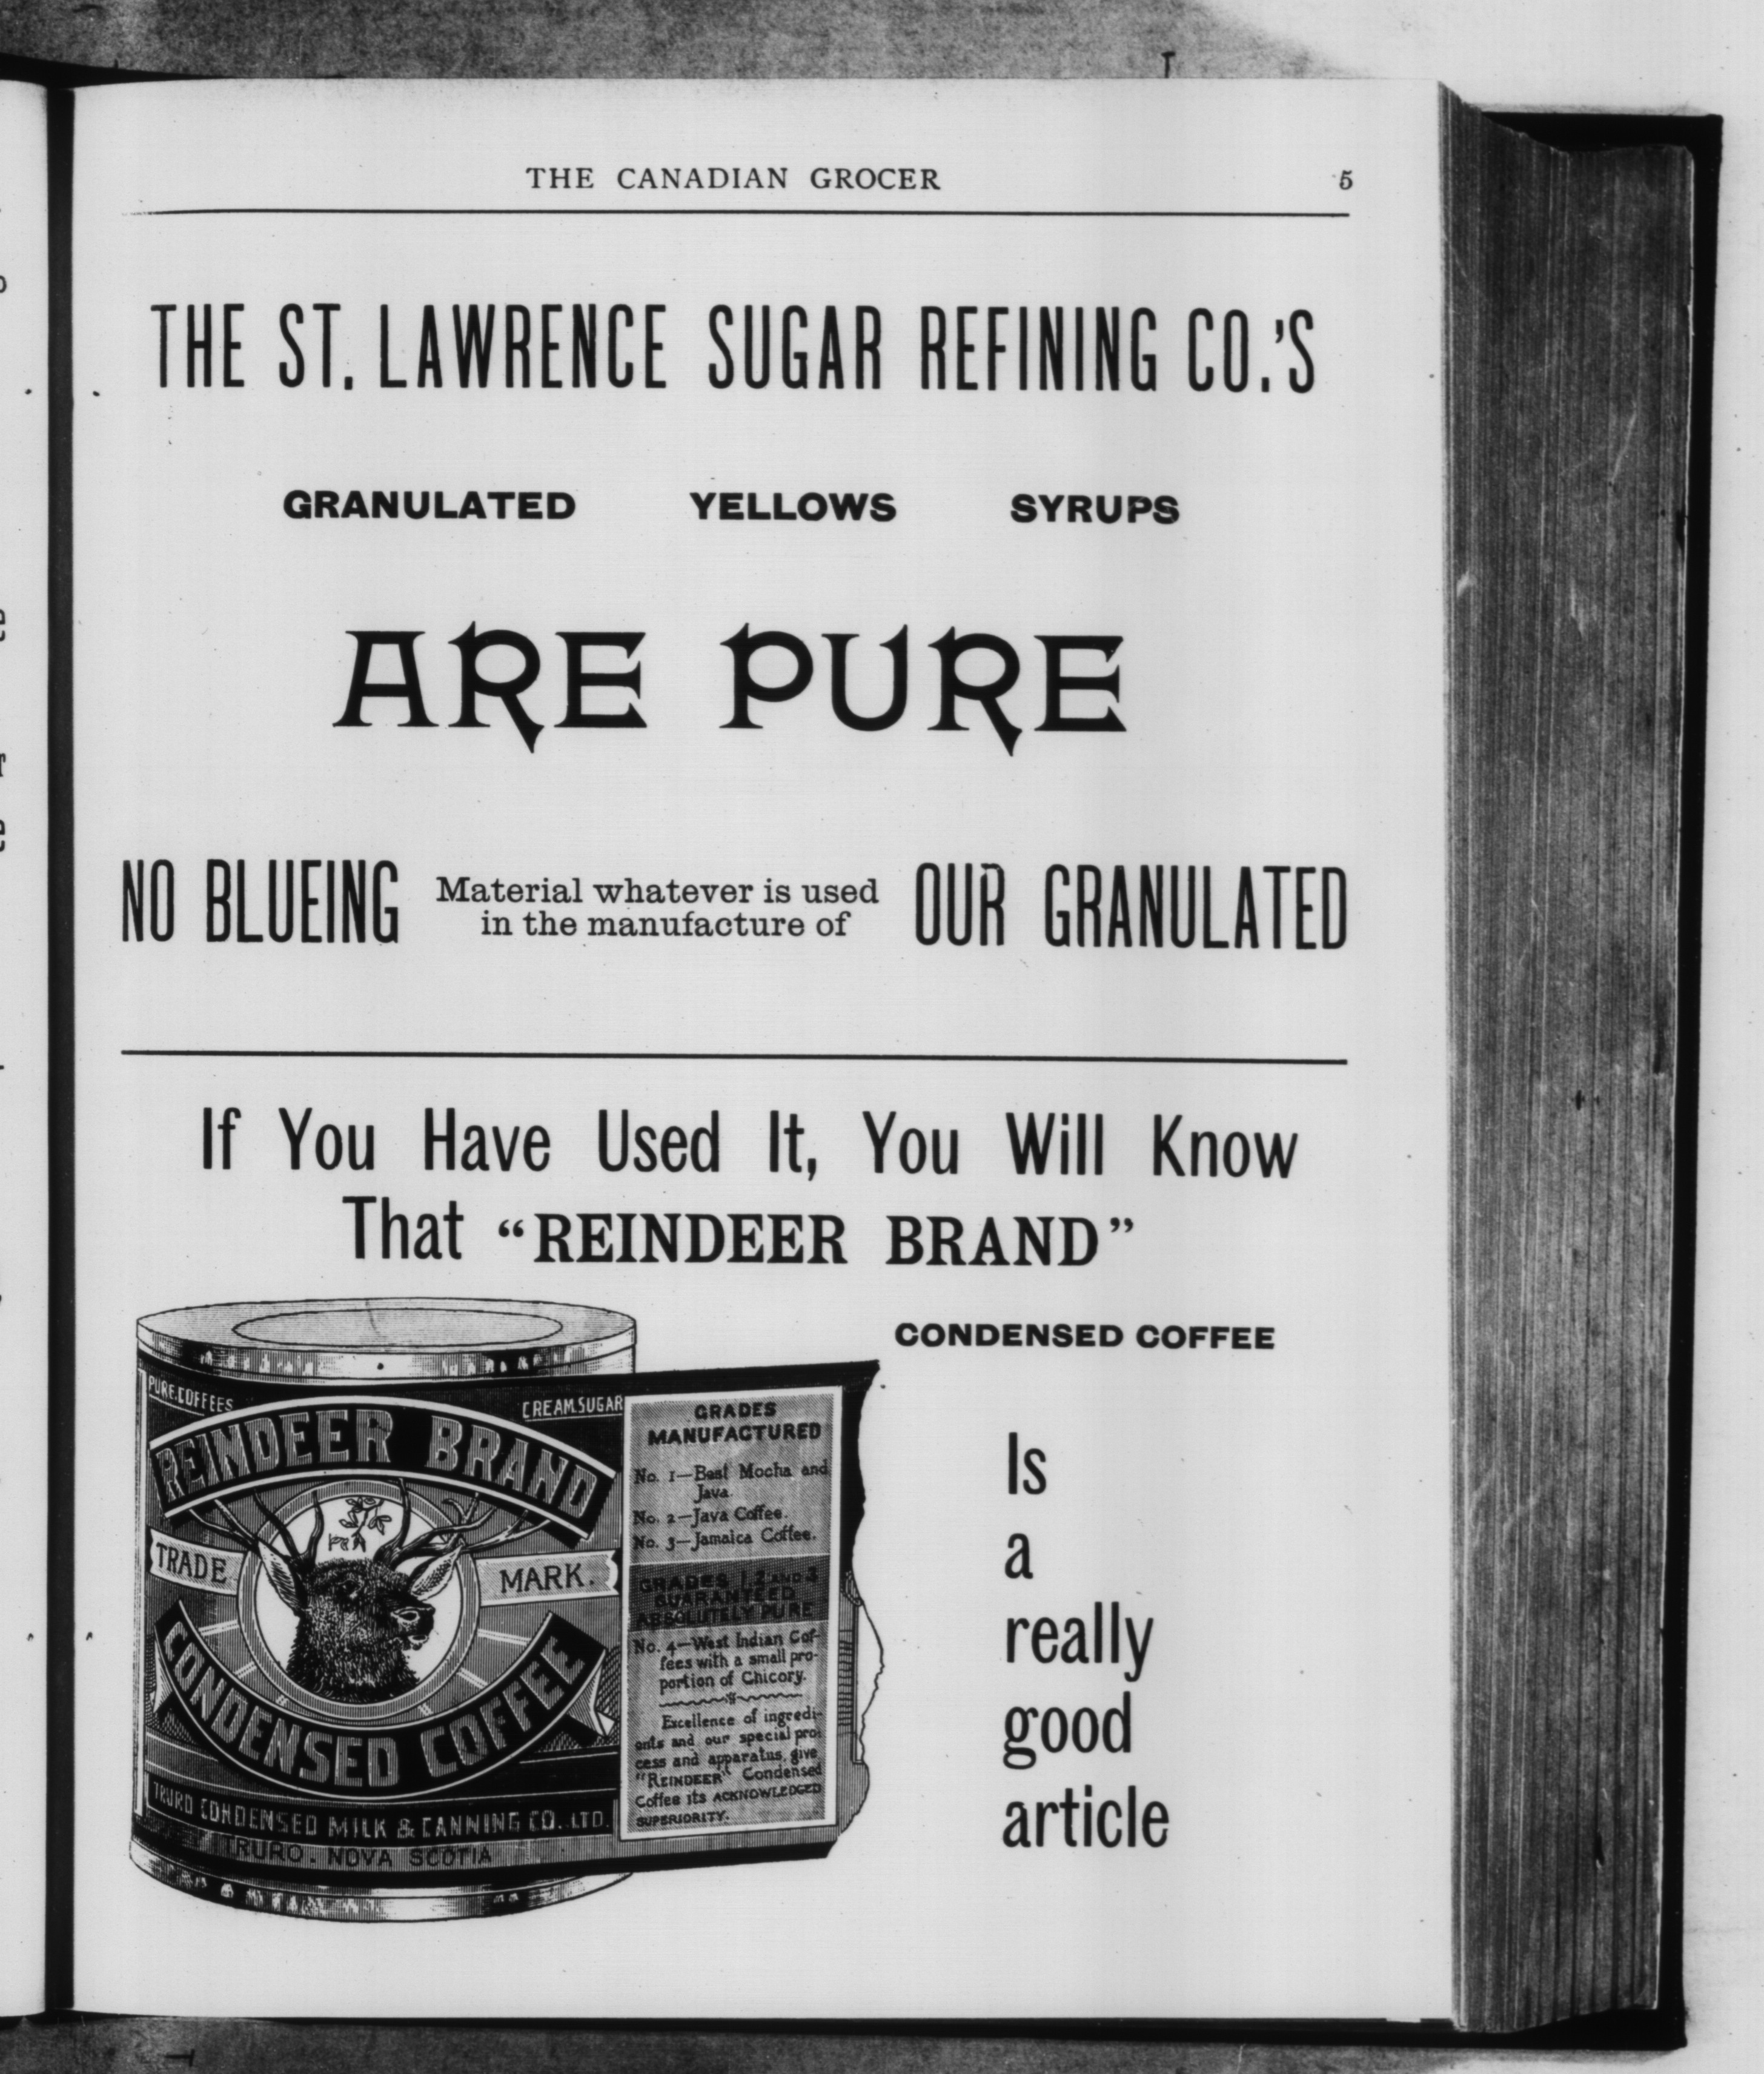 THE CANADIAN GROCER 5
THE ST. LAWRENCE SUGAR REFINING CO.'S
GRANULATED YELLOWS SYRUPS
ARE PURE
NO BLUEING Material whatever is used
in the manufacture of OUR GRANULATED
If You Have Used It, You Will Know
That “REINDEER BRAND”
CONDENSED COFFEE
Is
a
really
good
article
PURE COFFEES
CREAM.SUGAR
REINDEER BRAND
TRADE MARK.
CONDENSED COFFEE
TRURO CONDENSED MILK & CANNING CO. LTD.
TRURO. NOVA SCOTIA
GRADES
MANUFACTURED
No. 1—Best Mocha and
Java.
No. 2—Java Coffee.
No. 3—Jamaica Coffee.
GRADES 1, 2 AND 3
GUARANTEED
ABSOLUTELY PURE
No. 4—West Indian Cof-
fees with a small pro-
portion of Chicory.
Excellence of ingredi-
ents and our special pro-
cess and apparatus, give
"REINDEER" Condensed
Coffee its ACKNOWLEDGED
SUPERIORITY.